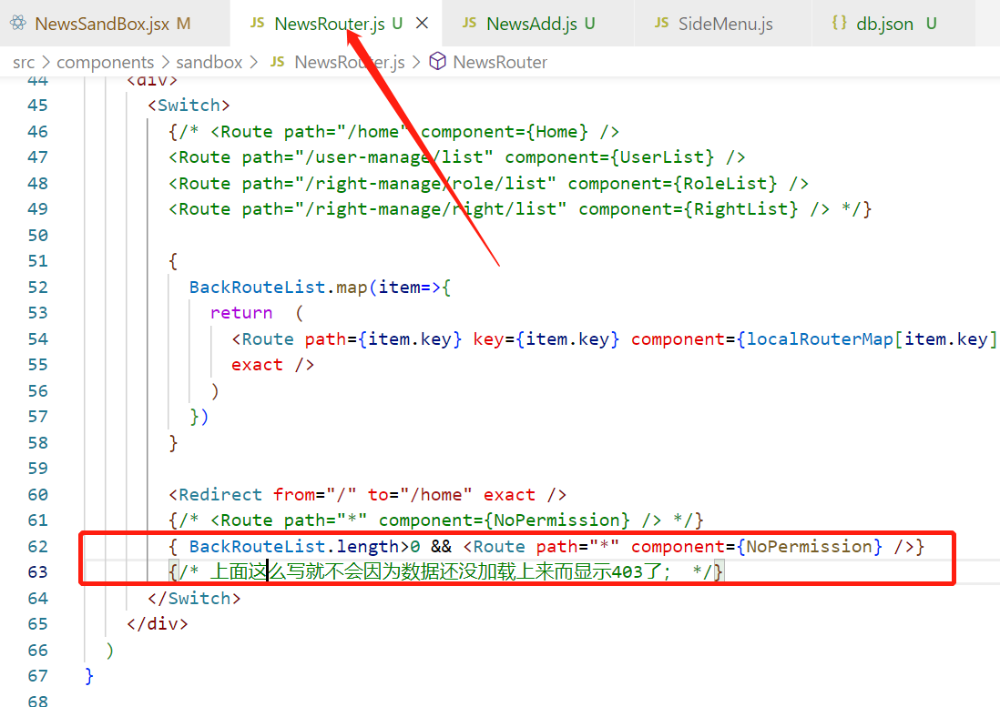 NewsSandBox.jsx M JS NewsRouter.js U JS NewsAdd.js U JS SideMenu.js {} db.json U
src > components > sandbox > JS NewsRouter.js > NewsRouter
44 <div>
45 <Switch>
46 {/* <Route path="/home" component={Home} />
47 <Route path="/user-manage/list" component={UserList} />
48 <Route path="/right-manage/role/list" component={RoleList} />
49 <Route path="/right-manage/right/list" component={RightList} /> */}
50
51 {
52 BackRouteList.map(item=>{
53 return (
54 <Route path={item.key} key={item.key} component={localRouterMap[item.key]
55 exact />
56 )
57 })
58 }
59
60 <Redirect from="/" to="/home" exact />
61 {/* <Route path="*" component={NoPermission} /> */}
62 { BackRouteList.length>0 && <Route path="*" component={NoPermission} />}
63 {/* 上面这么写就不会因为数据还没加载上来而显示403了; */}
64 </Switch>
65 </div>
66 )
67 }
68